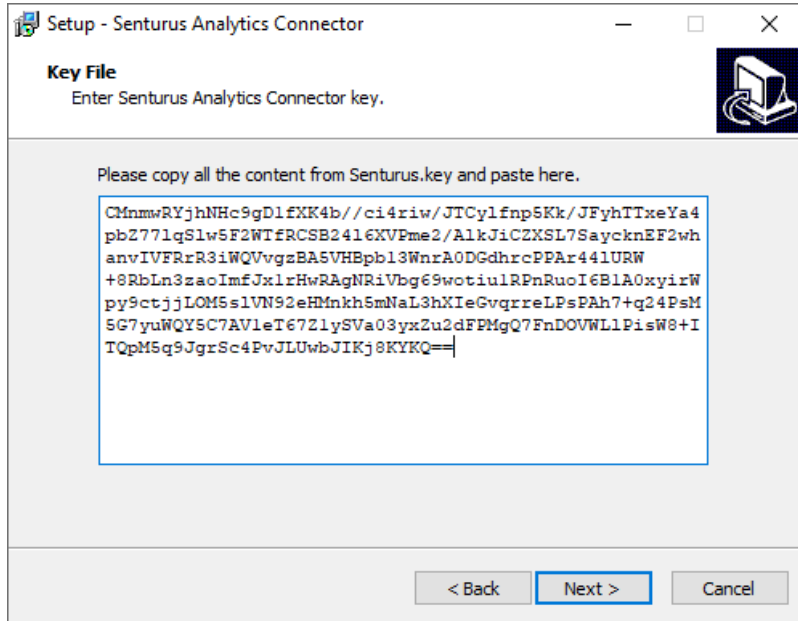 Setup - Senturus Analytics Connector
Key File
Enter Senturus Analytics Connector key.
Please copy all the content from Senturus.key and paste here.
CMnmwRYjhNHc9gD1fXK4b//ci4riw/JTCylfnp5Kk/JFyhTTxeYa4
pbZ77lqSlw5F2WTfRCSB24l6XVPme2/AlkJiCZXSL7SaycknEF2wh
anvIVFRrR3iWQVvgzBA5VHBpbl3WnrA0DGdhrcPPAr44lURW
+8RbLn3zaoImfJxlrHwRAgNRiVbg69wotiulRPnRuoI6BlA0xyirW
py9ctjjLOM5slVN92eHMnkh5mNaL3hXIeGvqrreLPsPAh7+q24PsM
5G7yuWQY5C7AVleT67ZlySVa03yxZu2dFPMgQ7FnDOVWLlPisW8+I
TQpM5q9JgrSc4PvJLUwbJIKj8KYKQ==
< Back
Next >
Cancel